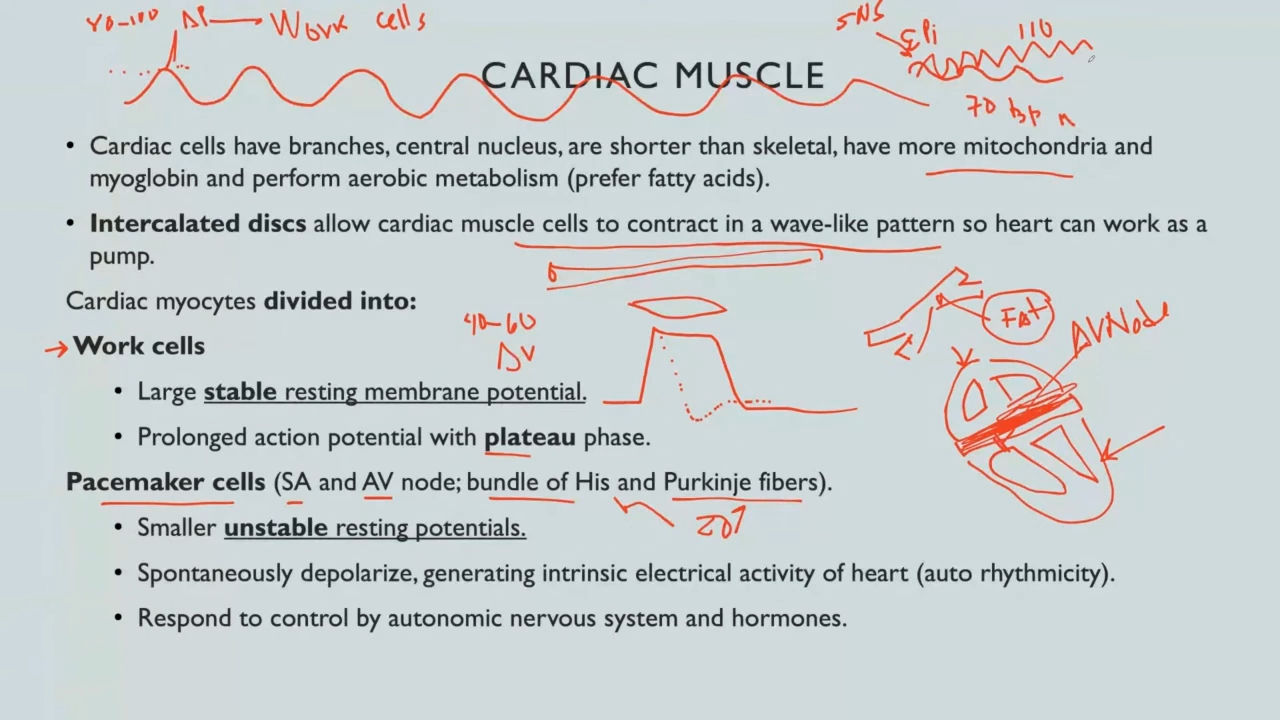 AP → Work cells
SNS
Epi
110
CARDIAC MUSCLE
70 bpm
• Cardiac cells have branches, central nucleus, are shorter than skeletal, have more mitochondria and
myoglobin and perform aerobic metabolism (prefer fatty acids).
• Intercalated discs allow cardiac muscle cells to contract in a wave-like pattern so heart can work as a
pump.
Cardiac myocytes divided into:
40-60
AV
Fat
AV Node
→ Work cells
• Large stable resting membrane potential.
• Prolonged action potential with plateau phase.
Pacemaker cells (SA and AV node; bundle of His and Purkinje fibers).
• Smaller unstable resting potentials.
• Spontaneously depolarize, generating intrinsic electrical activity of heart (auto rhythmicity).
• Respond to control by autonomic nervous system and hormones.